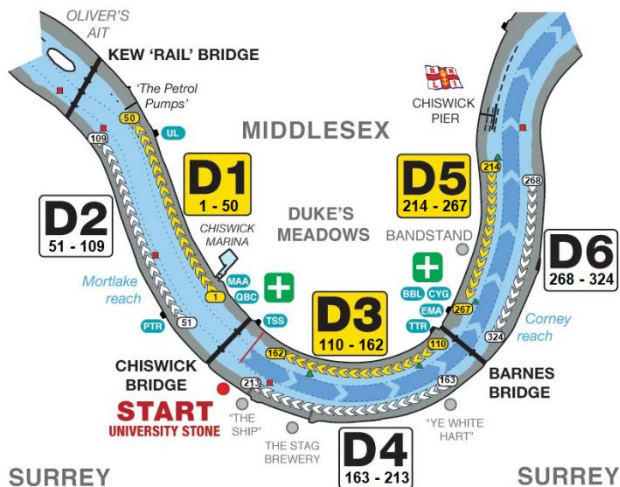 OLIVER'S
AIT
KEW 'RAIL' BRIDGE
'The Petrol
Pumps'
50
UL
109
MIDDLESEX
RNLI
CHISWICK
PIER
D1
1 - 50
D5
214 - 267
214
268
D2
51 - 109
DUKE'S
MEADOWS
CHISWICK
MARINA
BANDSTAND
D6
268 - 324
Mortlake
reach
1
MAA
QBC
TSS
BBL
CYG
EMA
TTR
267
324
Corney
reach
PTR
51
D3
110 - 162
162
110
CHISWICK
BRIDGE
BARNES
BRIDGE
213
163
START
UNIVERSITY STONE
"THE
SHIP"
THE STAG
BREWERY
"YE WHITE
HART"
D4
163 - 213
SURREY
SURREY